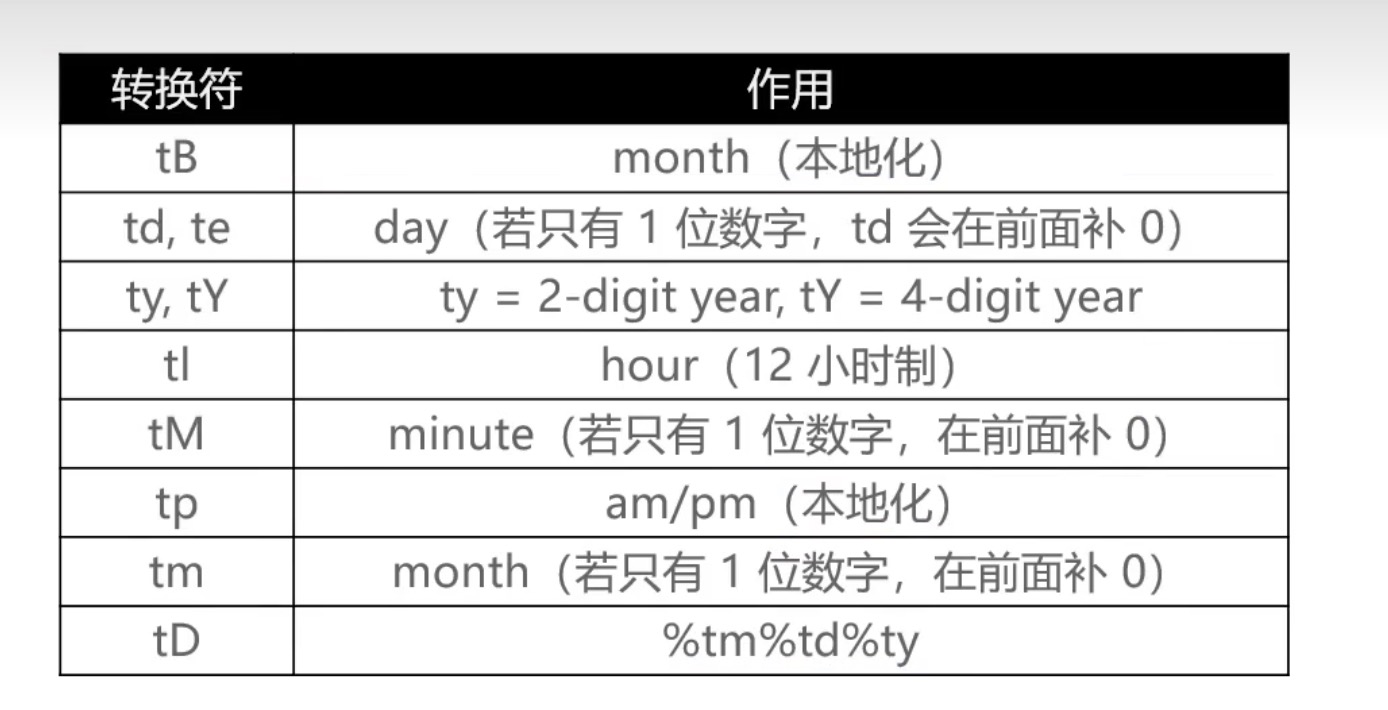 转换符 作用
tB month（本地化）
td, te day（若只有 1 位数字，td 会在前面补 0）
ty, tY ty = 2-digit year, tY = 4-digit year
tl hour（12 小时制）
tM minute（若只有 1 位数字，在前面补 0）
tp am/pm（本地化）
tm month（若只有 1 位数字，在前面补 0）
tD %tm%td%ty